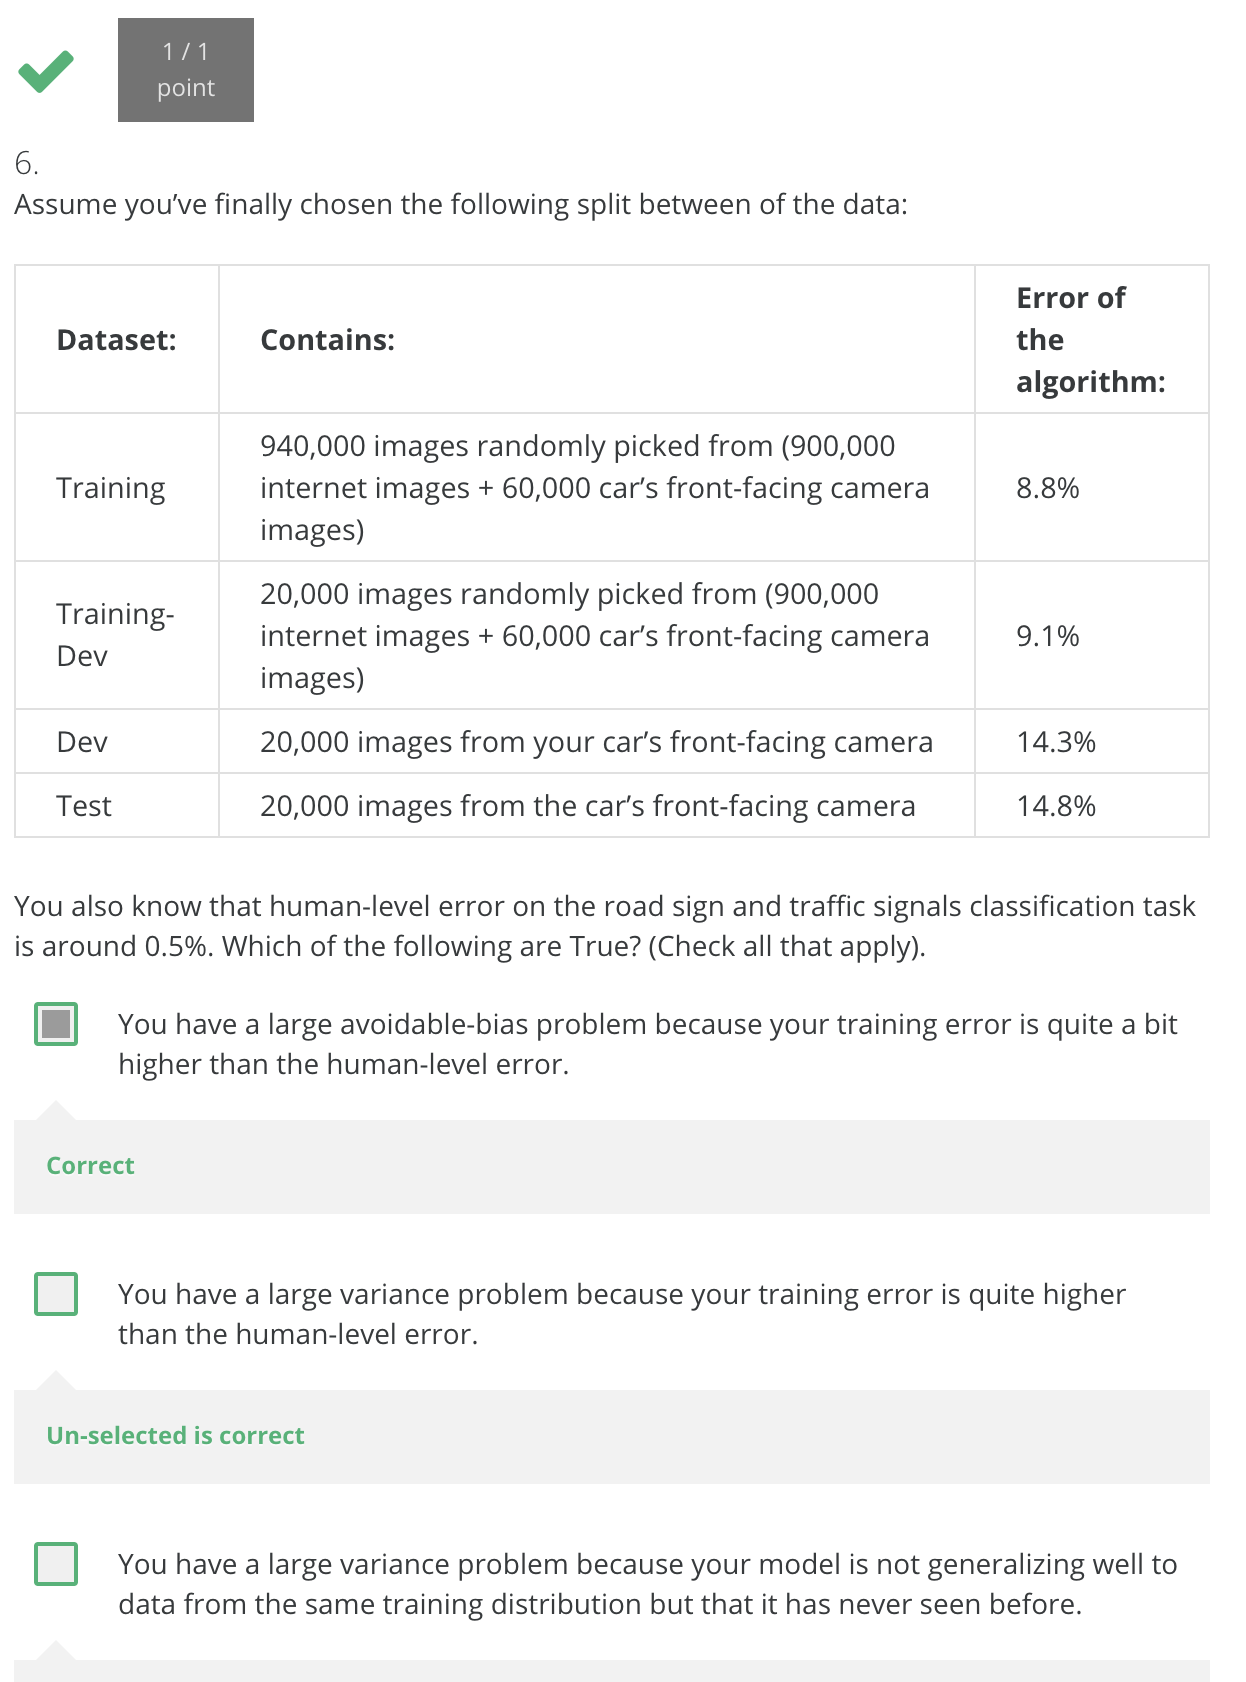 1 / 1
point
6.
Assume you’ve finally chosen the following split between of the data:
Dataset:
Contains:
Error of
the
algorithm:
Training
940,000 images randomly picked from (900,000
internet images + 60,000 car’s front-facing camera
images)
8.8%
Training-
Dev
20,000 images randomly picked from (900,000
internet images + 60,000 car’s front-facing camera
images)
9.1%
Dev
20,000 images from your car’s front-facing camera
14.3%
Test
20,000 images from the car’s front-facing camera
14.8%
You also know that human-level error on the road sign and traffic signals classification task
is around 0.5%. Which of the following are True? (Check all that apply).
You have a large avoidable-bias problem because your training error is quite a bit
higher than the human-level error.
Correct
You have a large variance problem because your training error is quite higher
than the human-level error.
Un-selected is correct
You have a large variance problem because your model is not generalizing well to
data from the same training distribution but that it has never seen before.